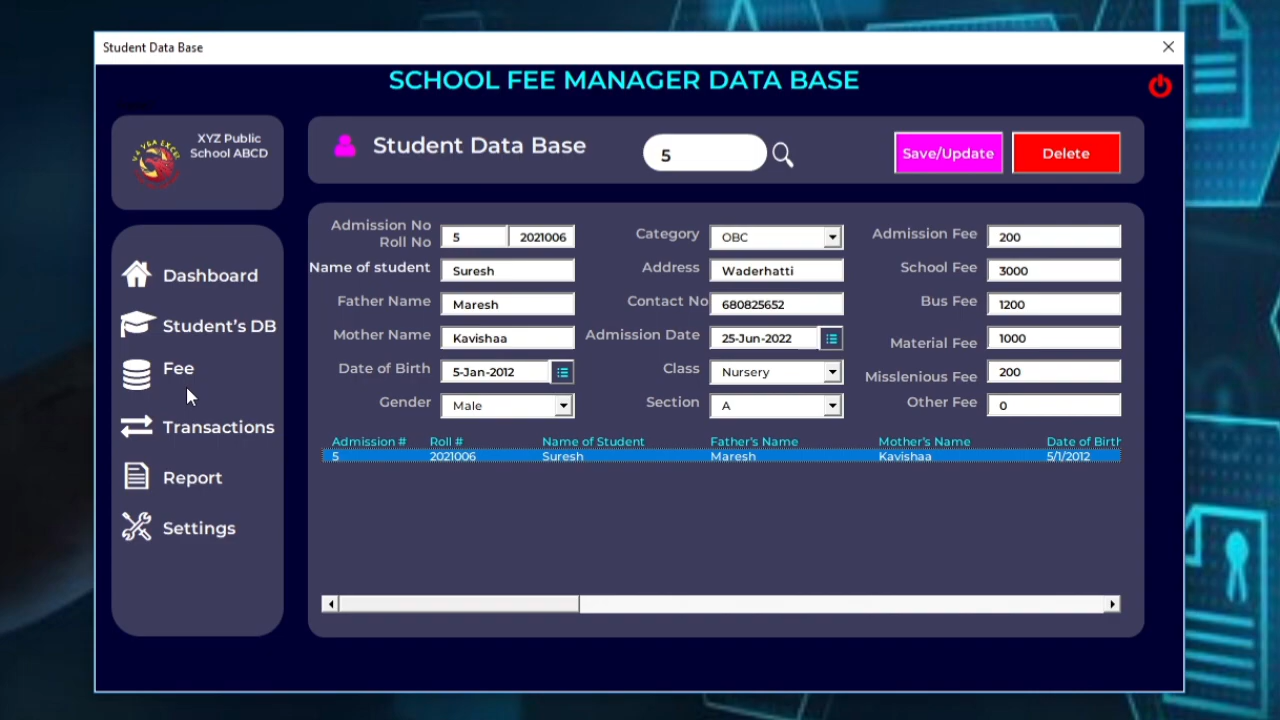 Student Data Base
SCHOOL FEE MANAGER DATA BASE
XYZ Public
School ABCD
Dashboard
Student's DB
Fee
Transactions
Report
Settings
Student Data Base
5
Save/Update
Delete
Admission No
Roll No
5
2021006
Name of student
Suresh
Father Name
Maresh
Mother Name
Kavishaa
Date of Birth
5-Jan-2012
Gender
Male
Category
OBC
Address
Waderhatti
Contact No
680825652
Admission Date
25-Jun-2022
Class
Nursery
Section
A
Admission Fee
200
School Fee
3000
Bus Fee
1200
Material Fee
1000
Misslenious Fee
200
Other Fee
0
Admission # Roll # Name of Student Father's Name Mother's Name Date of Birth
5 2021006 Suresh Maresh Kavishaa 5/1/2012